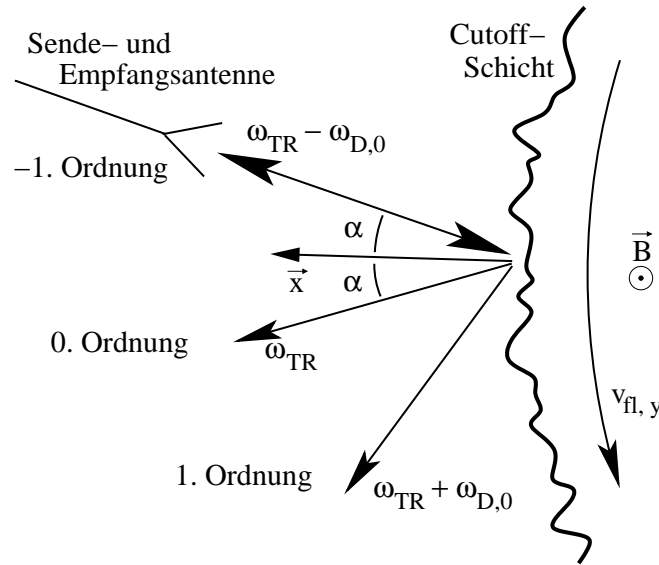 Sende– und
Empfangsantenne
Cutoff–
Schicht
ω_TR – ω_D,0
–1. Ordnung
α
x⃗
α
B⃗
0. Ordnung
ω_TR
v_fl, y
1. Ordnung
ω_TR + ω_D,0